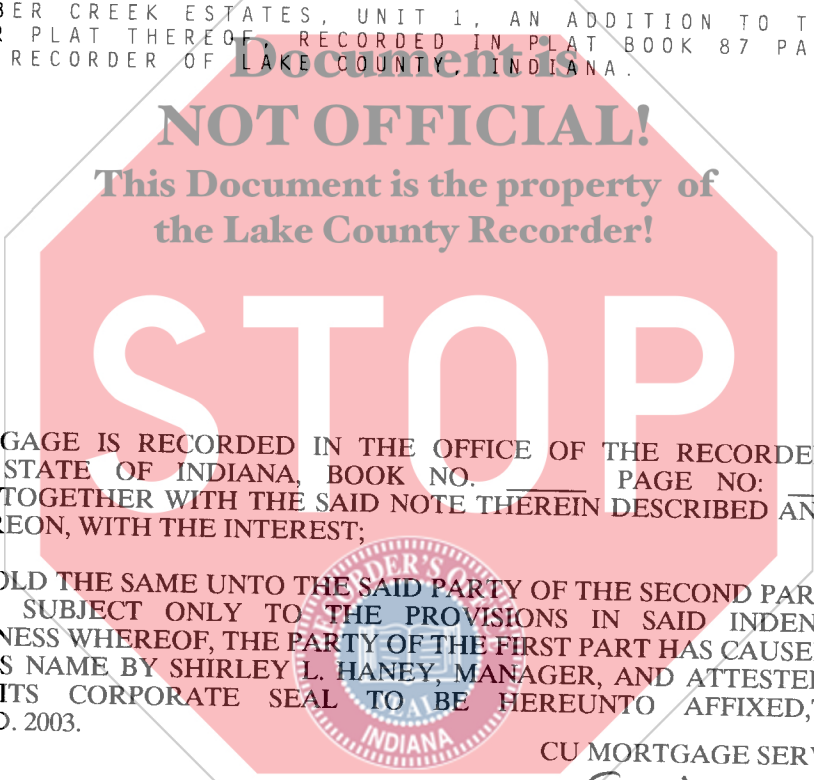 BER CREEK ESTATES, UNIT 1, AN ADDITION TO T
R PLAT THEREOF, RECORDED IN PLAT BOOK 87 PA
RECORDER OF LAKE COUNTY, INDIANA.
Document is
NOT OFFICIAL!
This Document is the property of
the Lake County Recorder!
STOP
GAGE IS RECORDED IN THE OFFICE OF THE RECORDE
STATE OF INDIANA, BOOK NO. ______ PAGE NO: __
TOGETHER WITH THE SAID NOTE THEREIN DESCRIBED AN
REON, WITH THE INTEREST;
OLD THE SAME UNTO THE SAID PARTY OF THE SECOND PAR
SUBJECT ONLY TO THE PROVISIONS IN SAID INDEN
NESS WHEREOF, THE PARTY OF THE FIRST PART HAS CAUSE
S NAME BY SHIRLEY L. HANEY, MANAGER, AND ATTESTE
ITS CORPORATE SEAL TO BE HEREUNTO AFFIXED,
D. 2003.
SEAL
INDIANA
CU MORTGAGE SERV